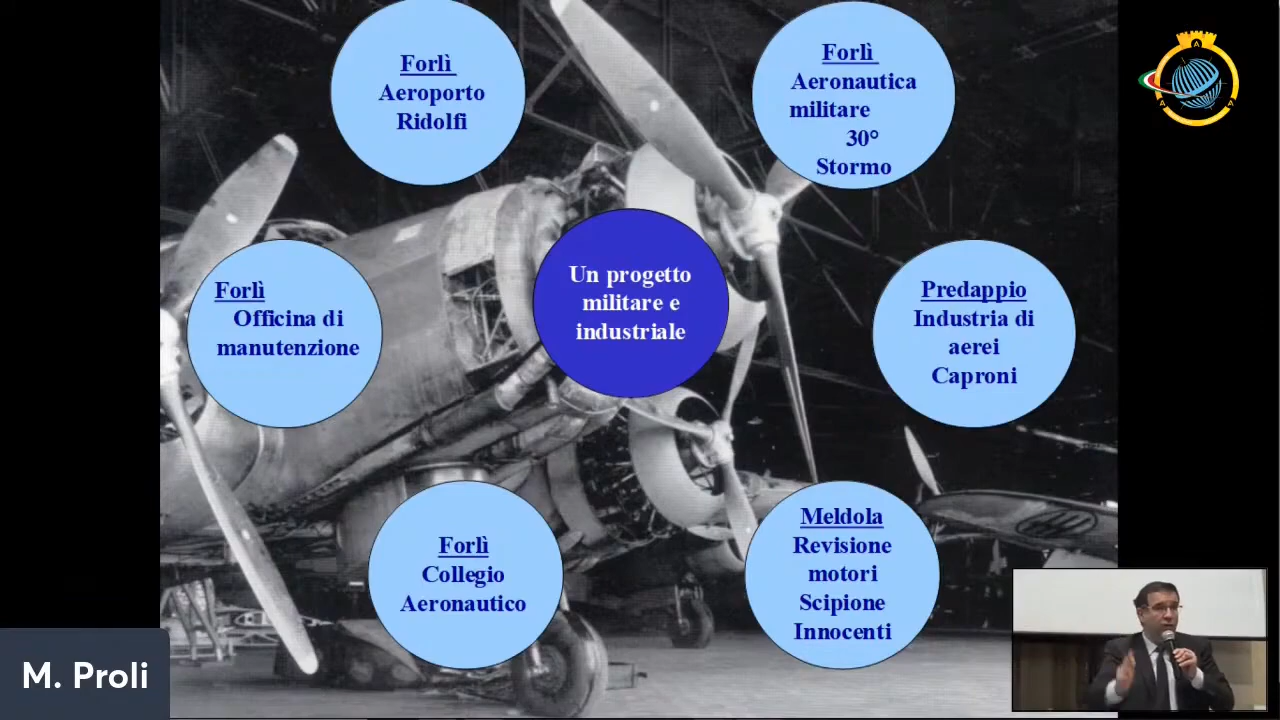 Forlì
Aeroporto
Ridolfi
Forlì
Aeronautica
militare
30°
Stormo
Un progetto
militare e
industriale
Forlì
Officina di
manutenzione
Predappio
Industria di
aerei
Caproni
Forlì
Collegio
Aeronautico
Meldola
Revisione
motori
Scipione
Innocenti
M. Proli